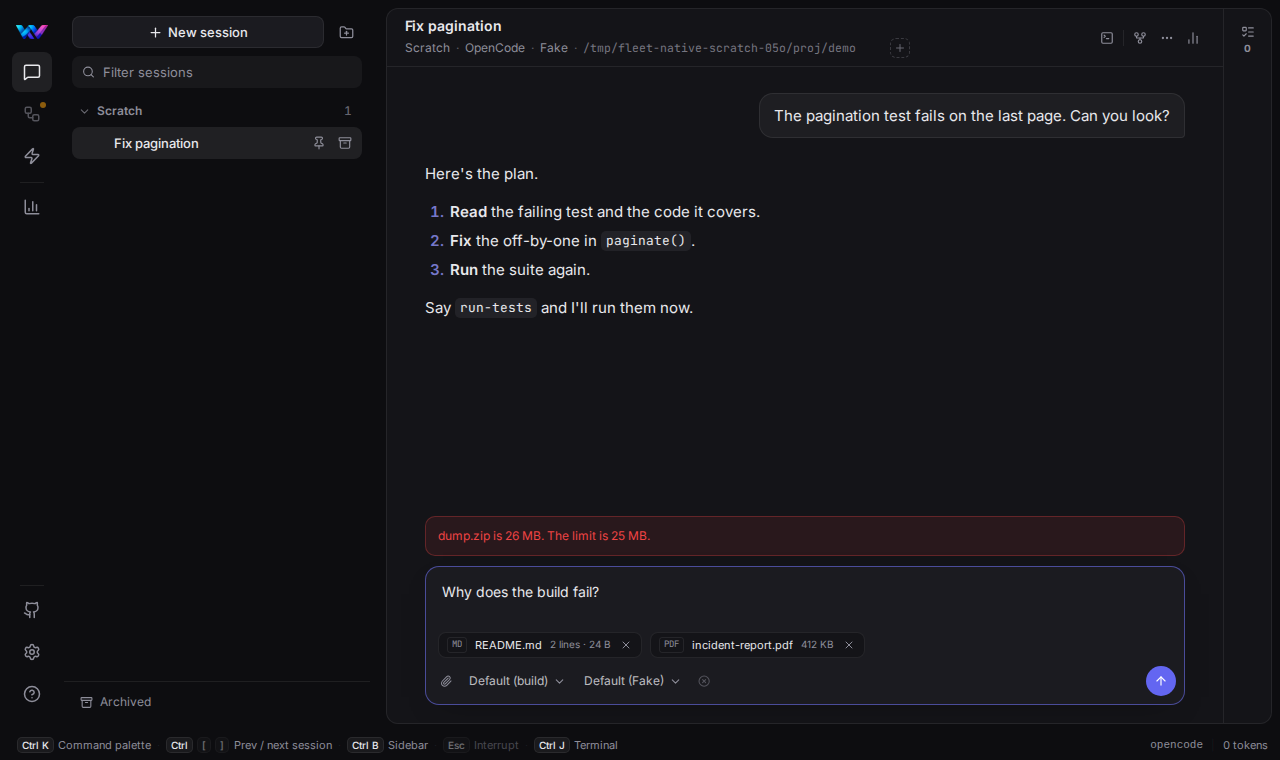 New session
Filter sessions
Scratch 1
Fix pagination
Archived
Fix pagination
Scratch · OpenCode · Fake · /tmp/fleet-native-scratch-05o/proj/demo
0
The pagination test fails on the last page. Can you look?
Here's the plan.
1. Read the failing test and the code it covers.
2. Fix the off-by-one in paginate().
3. Run the suite again.
Say run-tests and I'll run them now.
dump.zip is 26 MB. The limit is 25 MB.
Why does the build fail?
MD README.md 2 lines · 24 B PDF incident-report.pdf 412 KB
Default (build) Default (Fake)
Ctrl K Command palette Ctrl [ ] Prev / next session Ctrl B Sidebar Esc Interrupt Ctrl J Terminal opencode 0 tokens